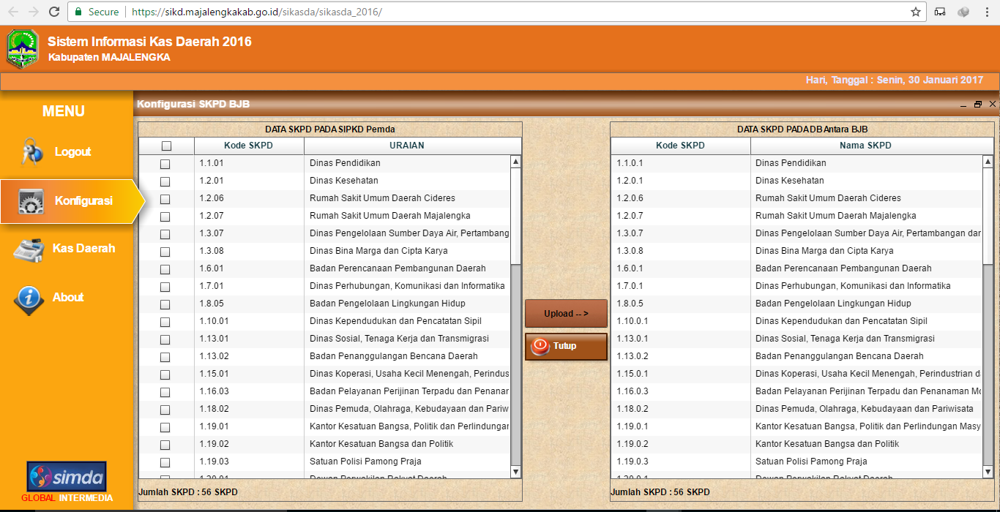 Secure https://sikd.majalengkakab.go.id/sikasda/sikasda_2016/
Sistem Informasi Kas Daerah 2016
Kabupaten MAJALENGKA
Hari, Tanggal : Senin, 30 Januari 2017
MENU
Logout
Konfigurasi
Kas Daerah
About
simda
GLOBAL INTERMEDIA
Konfigurasi SKPD BJB
DATA SKPD PADA SIPKD Pemda
Kode SKPD URAIAN
1.1.01 Dinas Pendidikan
1.2.01 Dinas Kesehatan
1.2.06 Rumah Sakit Umum Daerah Cideres
1.2.07 Rumah Sakit Umum Daerah Majalengka
1.3.07 Dinas Pengelolaan Sumber Daya Air, Pertambang
1.3.08 Dinas Bina Marga dan Cipta Karya
1.6.01 Badan Perencanaan Pembangunan Daerah
1.7.01 Dinas Perhubungan, Komunikasi dan Informatika
1.8.05 Badan Pengelolaan Lingkungan Hidup
1.10.01 Dinas Kependudukan dan Pencatatan Sipil
1.13.01 Dinas Sosial, Tenaga Kerja dan Transmigrasi
1.13.02 Badan Penanggulangan Bencana Daerah
1.15.01 Dinas Koperasi, Usaha Kecil Menengah, Perindus
1.16.03 Badan Pelayanan Perijinan Terpadu dan Penanar
1.18.02 Dinas Pemuda, Olahraga, Kebudayaan dan Pariw
1.19.01 Kantor Kesatuan Bangsa, Politik dan Perlindungar
1.19.02 Kantor Kesatuan Bangsa dan Politik
1.19.03 Satuan Polisi Pamong Praja
1.20.01 Dewan Perwakilan Rakyat Daerah
Jumlah SKPD : 56 SKPD
Upload -- >
Tutup
DATA SKPD PADA DB Antara BJB
Kode SKPD Nama SKPD
1.1.0.1 Dinas Pendidikan
1.2.0.1 Dinas Kesehatan
1.2.0.6 Rumah Sakit Umum Daerah Cideres
1.2.0.7 Rumah Sakit Umum Daerah Majalengka
1.3.0.7 Dinas Pengelolaan Sumber Daya Air, Pertambangan dar
1.3.0.8 Dinas Bina Marga dan Cipta Karya
1.6.0.1 Badan Perencanaan Pembangunan Daerah
1.7.0.1 Dinas Perhubungan, Komunikasi dan Informatika
1.8.0.5 Badan Pengelolaan Lingkungan Hidup
1.10.0.1 Dinas Kependudukan dan Pencatatan Sipil
1.13.0.1 Dinas Sosial, Tenaga Kerja dan Transmigrasi
1.13.0.2 Badan Penanggulangan Bencana Daerah
1.15.0.1 Dinas Koperasi, Usaha Kecil Menengah, Perindustrian d
1.16.0.3 Badan Pelayanan Perijinan Terpadu dan Penanaman Mo
1.18.0.2 Dinas Pemuda, Olahraga, Kebudayaan dan Pariwisata
1.19.0.1 Kantor Kesatuan Bangsa, Politik dan Perlindungan Masy
1.19.0.2 Kantor Kesatuan Bangsa dan Politik
1.19.0.3 Satuan Polisi Pamong Praja
1.20.0.1 Dewan Perwakilan Rakyat Daerah
Jumlah SKPD : 56 SKPD